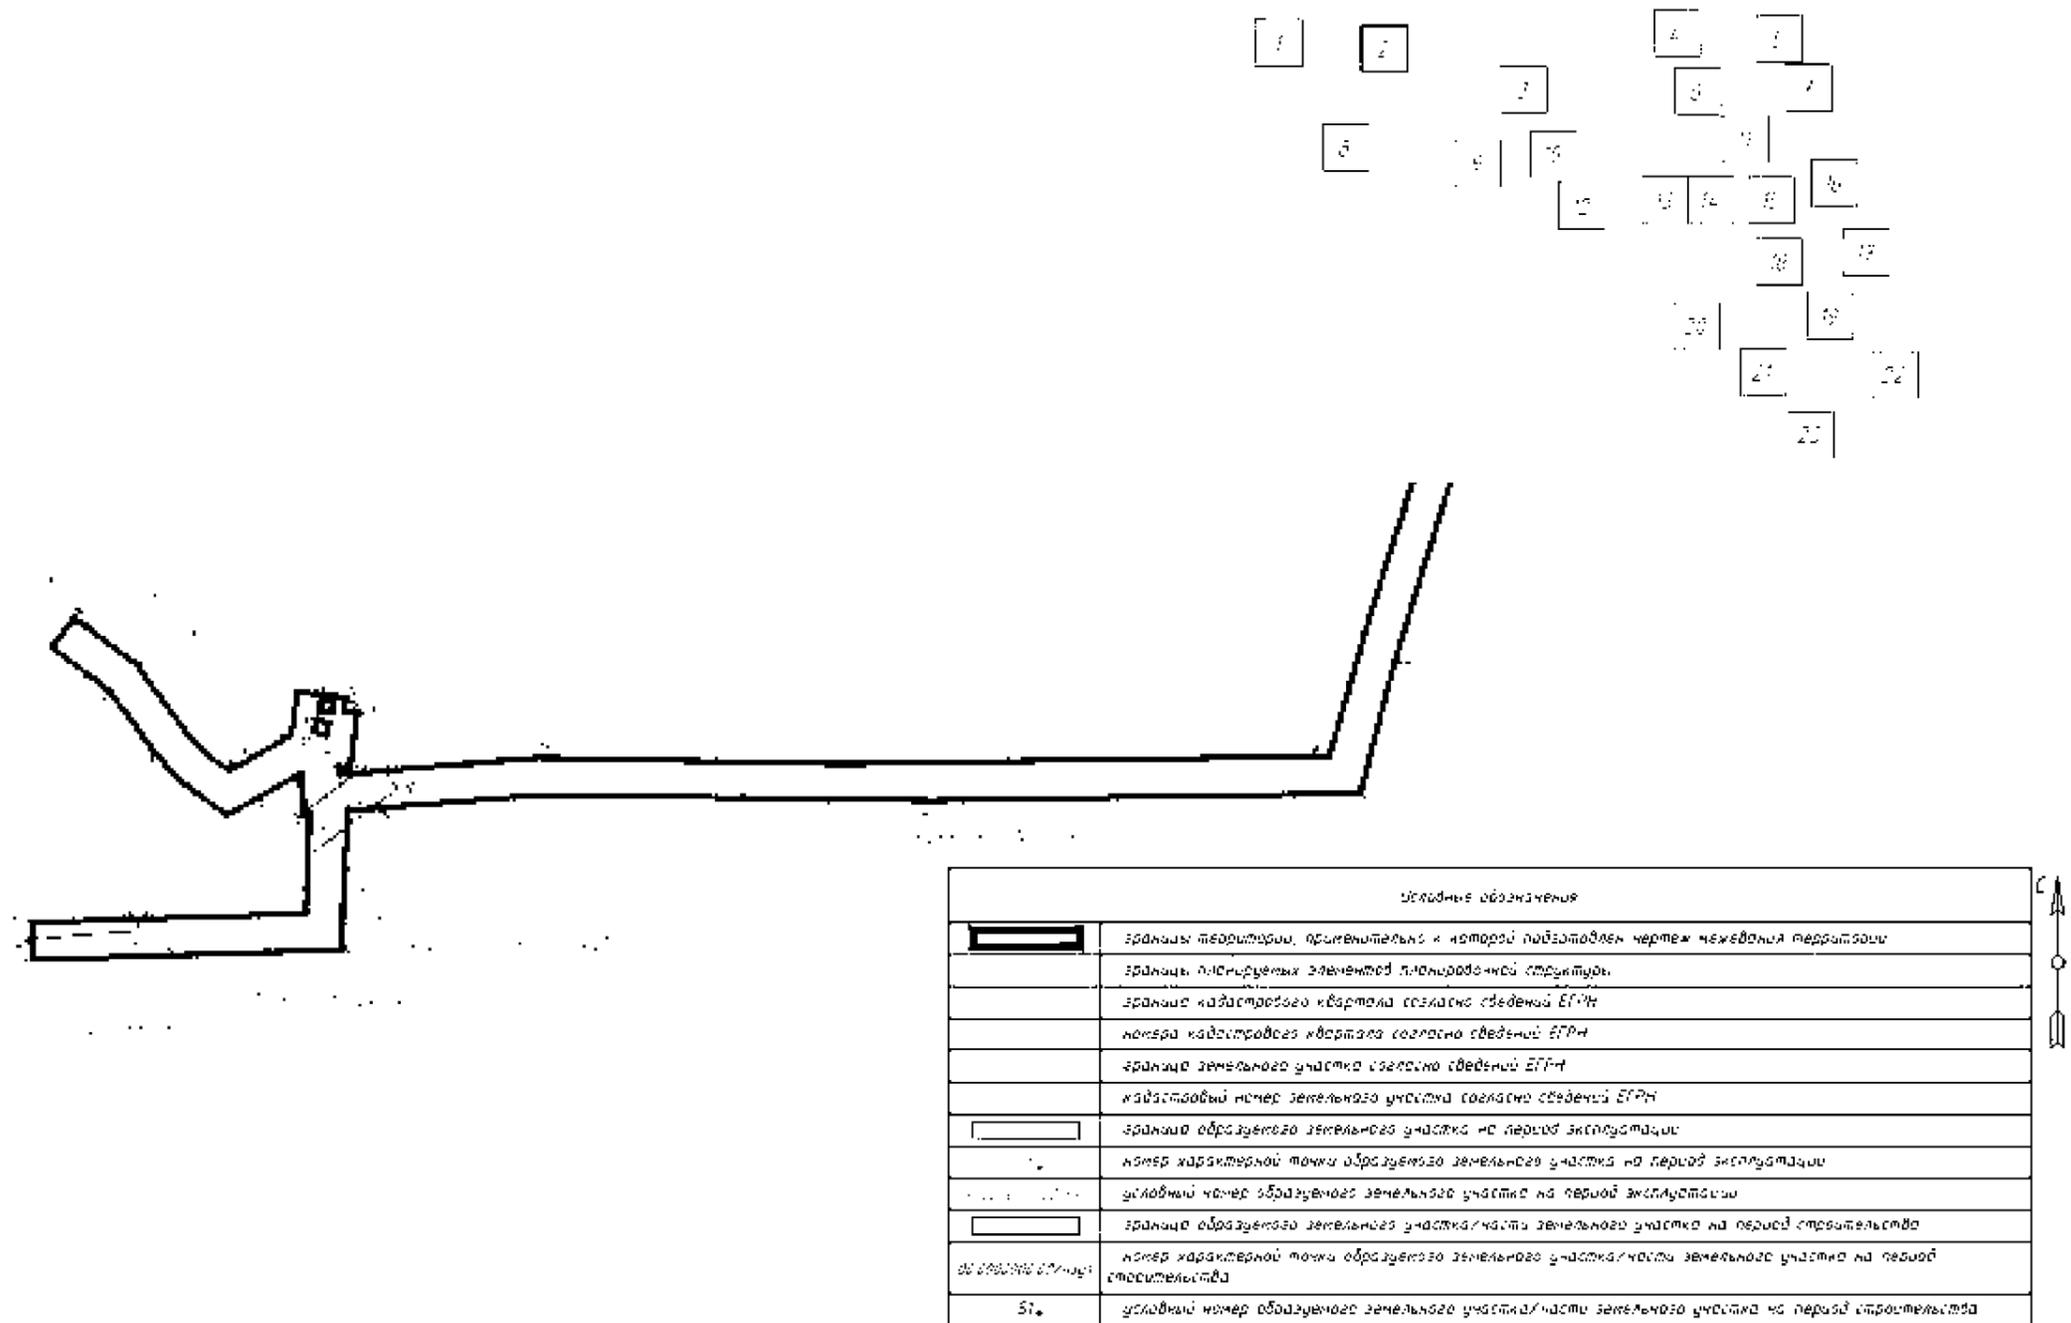 1
2
4
5
3
6
7
8
9
10
11
12
13
14
15
16
18
17
20
19
21
22
23
Условные обозначения
границы территории, применительно к которой подготовлен чертеж межевания территории
границы планируемых элементов планировочной структуры
граница кадастрового квартала согласно сведений ЕГРН
номера кадастрового квартала согласно сведений ЕГРН
граница земельного участка согласно сведений ЕГРН
кадастровый номер земельного участка согласно сведений ЕГРН
граница образуемого земельного участка на период эксплуатации
номер характерной точки образуемого земельного участка на период эксплуатации
условный номер образуемого земельного участка на период эксплуатации
граница образуемого земельного участка/части земельного участка на период строительства
номер характерной точки образуемого земельного участка/части земельного участка на период
строительства
51
условный номер образуемого земельного участка/части земельного участка на период строительства
С